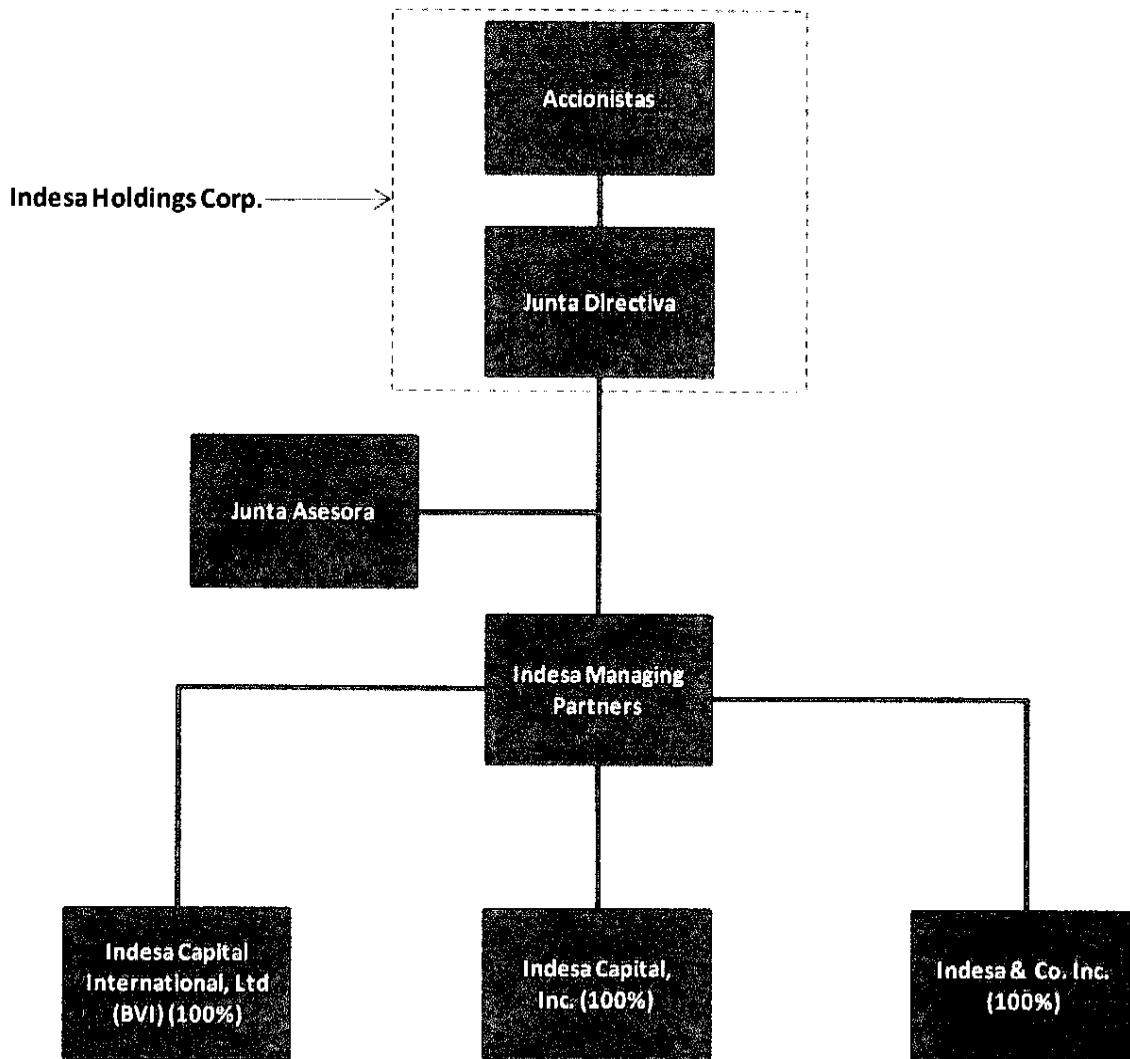 Accionistas
Indesa Holdings Corp.
Junta Directiva
Junta Asesora
Indesa Managing
Partners
Indesa Capital
International, Ltd
(BVI) (100%)
Indesa Capital,
Inc. (100%)
Indesa & Co. Inc.
(100%)